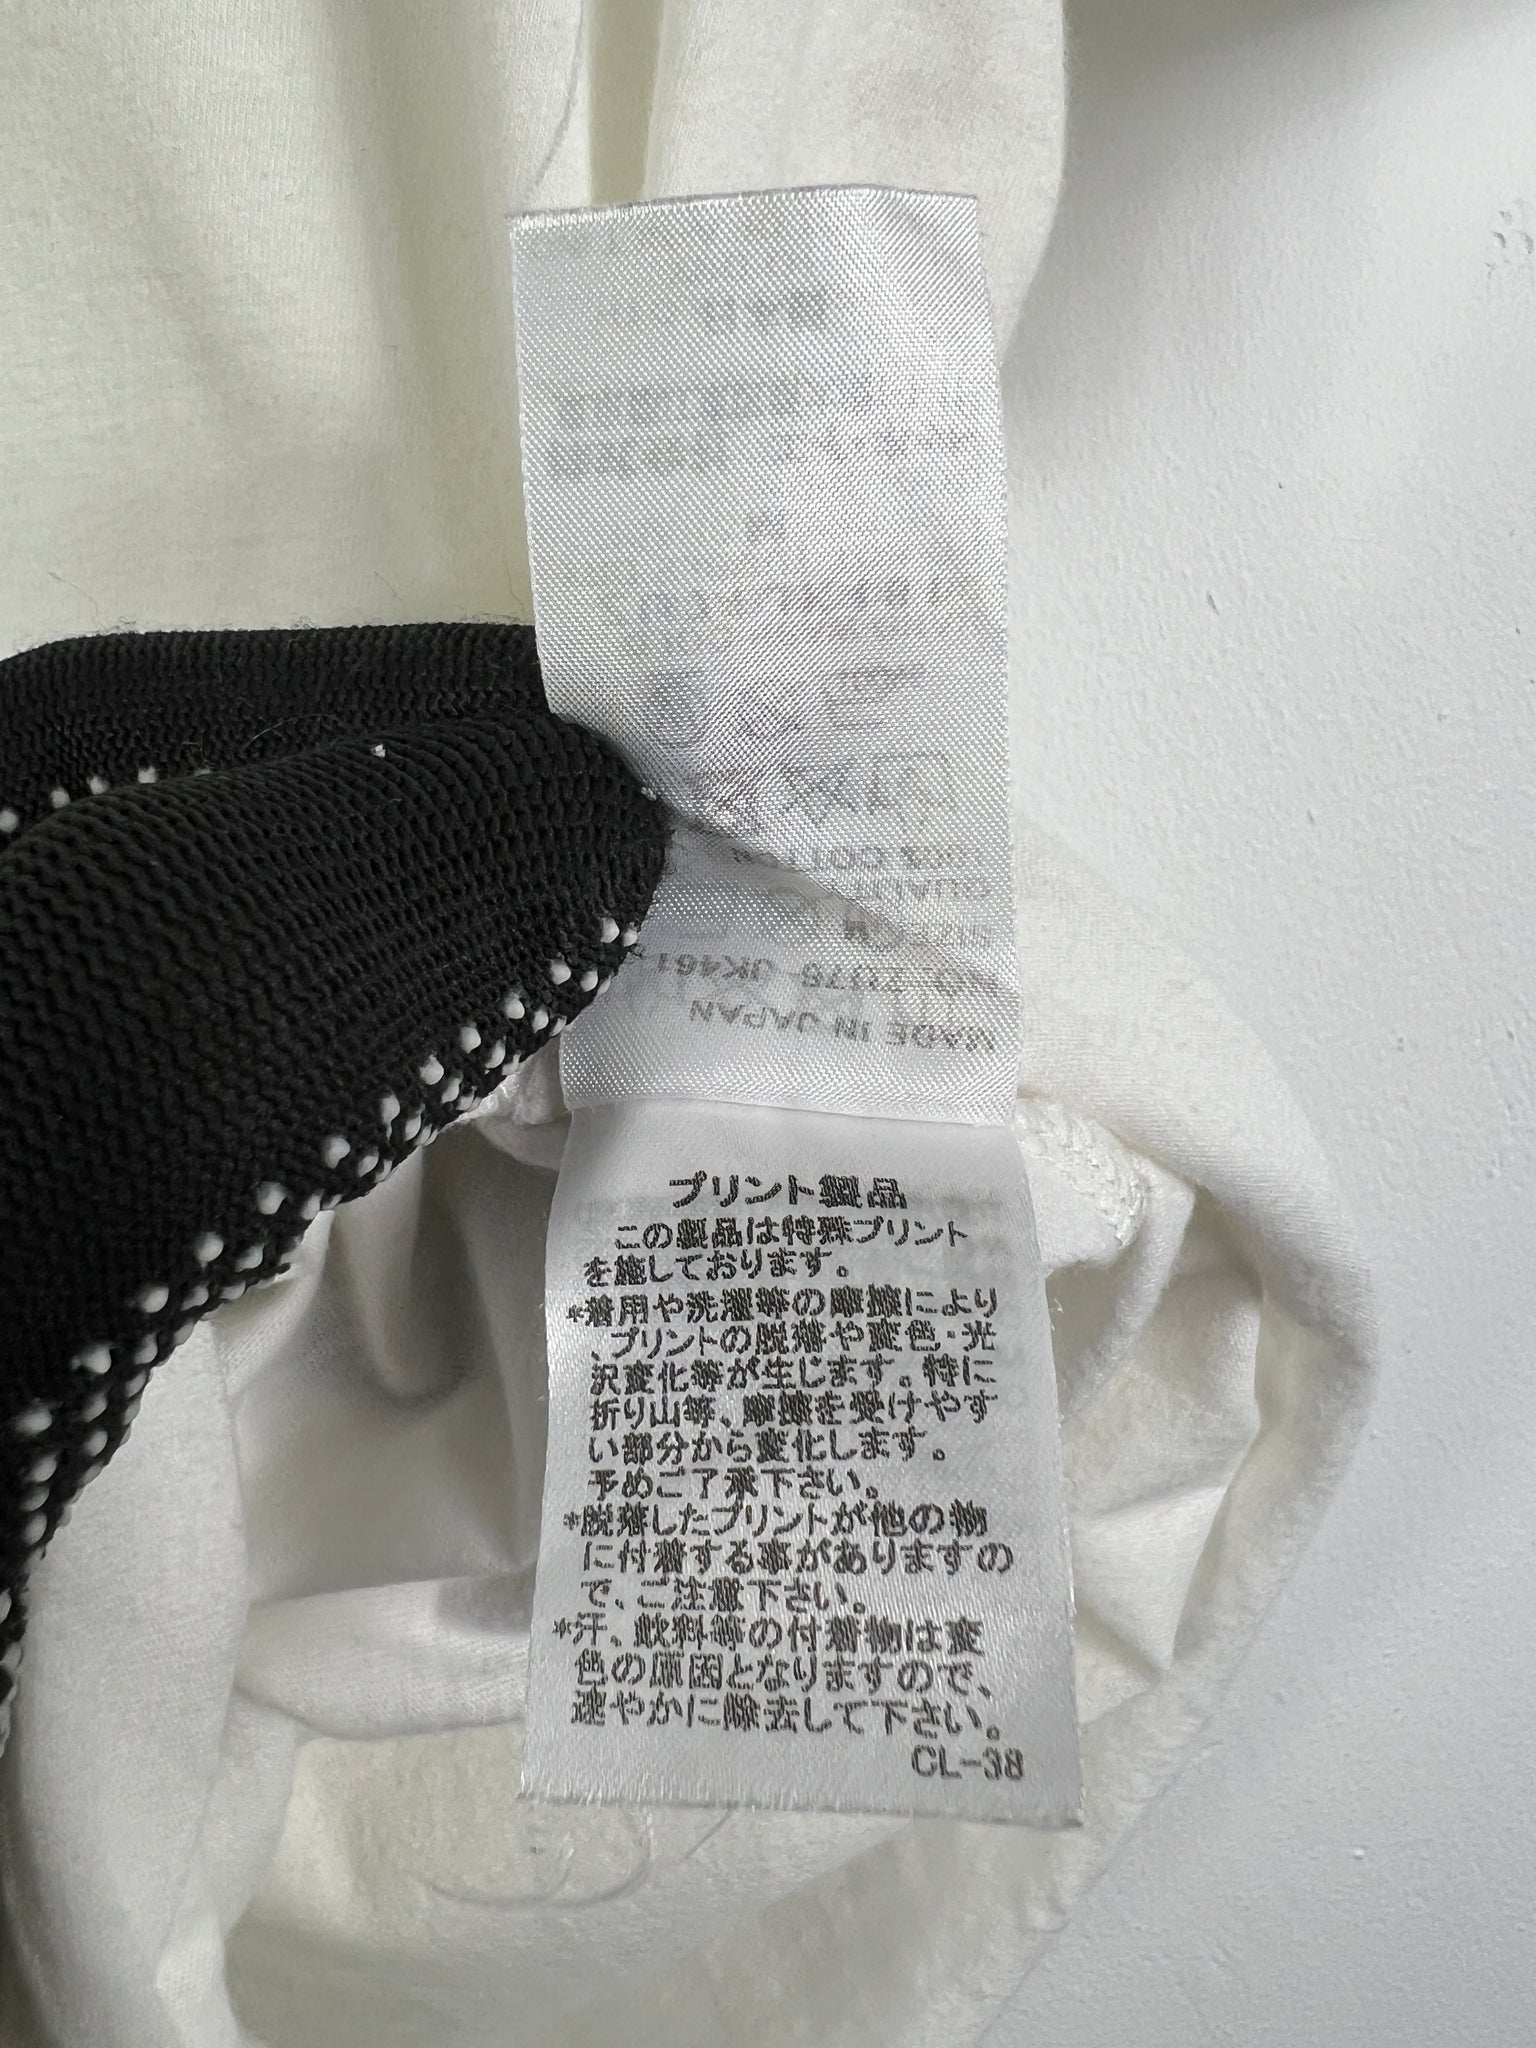 MADE IN JAPAN
SIZE M
プリント製品
この製品は特殊プリント
を施しております。
*着用や洗濯等の摩擦により
、プリントの脱落や変色・光
沢変化等が生じます。特に
折り山等、摩擦を受けやす
い部分から変化します。
予めご了承下さい。
*脱落したプリントが他の物
に付着する事がありますの
で、ご注意下さい。
*汗、飲料等の付着物は変
色の原因となりますので、
速やかに除去して下さい。
CL-38